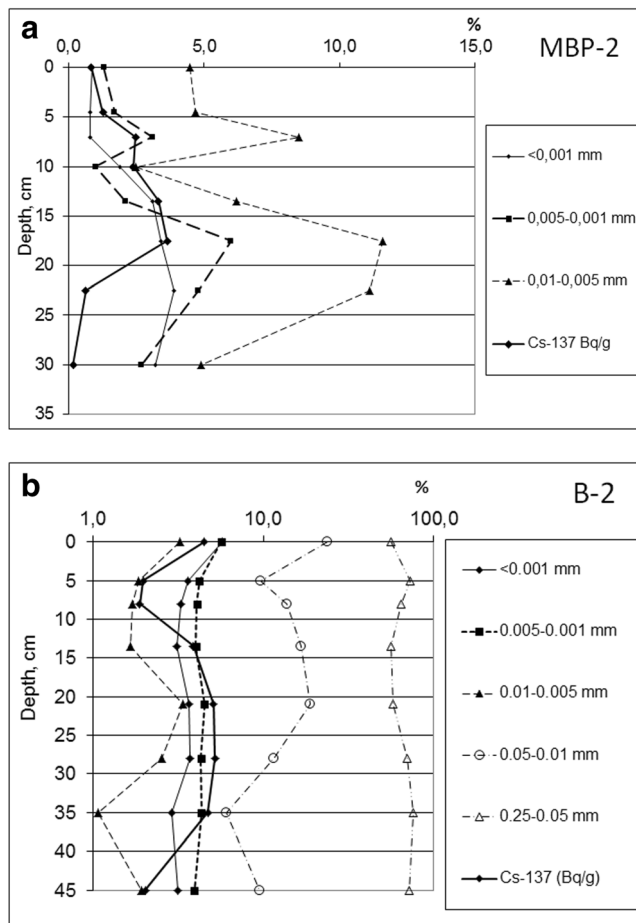 a
%
0,0 5,0 10,0 15,0
MBP-2
0
5
10
15
20
25
30
35
Depth, cm
<0,001 mm
0,005-0,001 mm
0,01-0,005 mm
Cs-137 Bq/g
b
%
B-2
1,0 10,0 100,0
0
5
10
15
20
25
30
35
40
45
Depth, cm
<0.001 mm
0.005-0.001 mm
0.01-0.005 mm
0.05-0.01 mm
0.25-0.05 mm
Cs-137 (Bq/g)